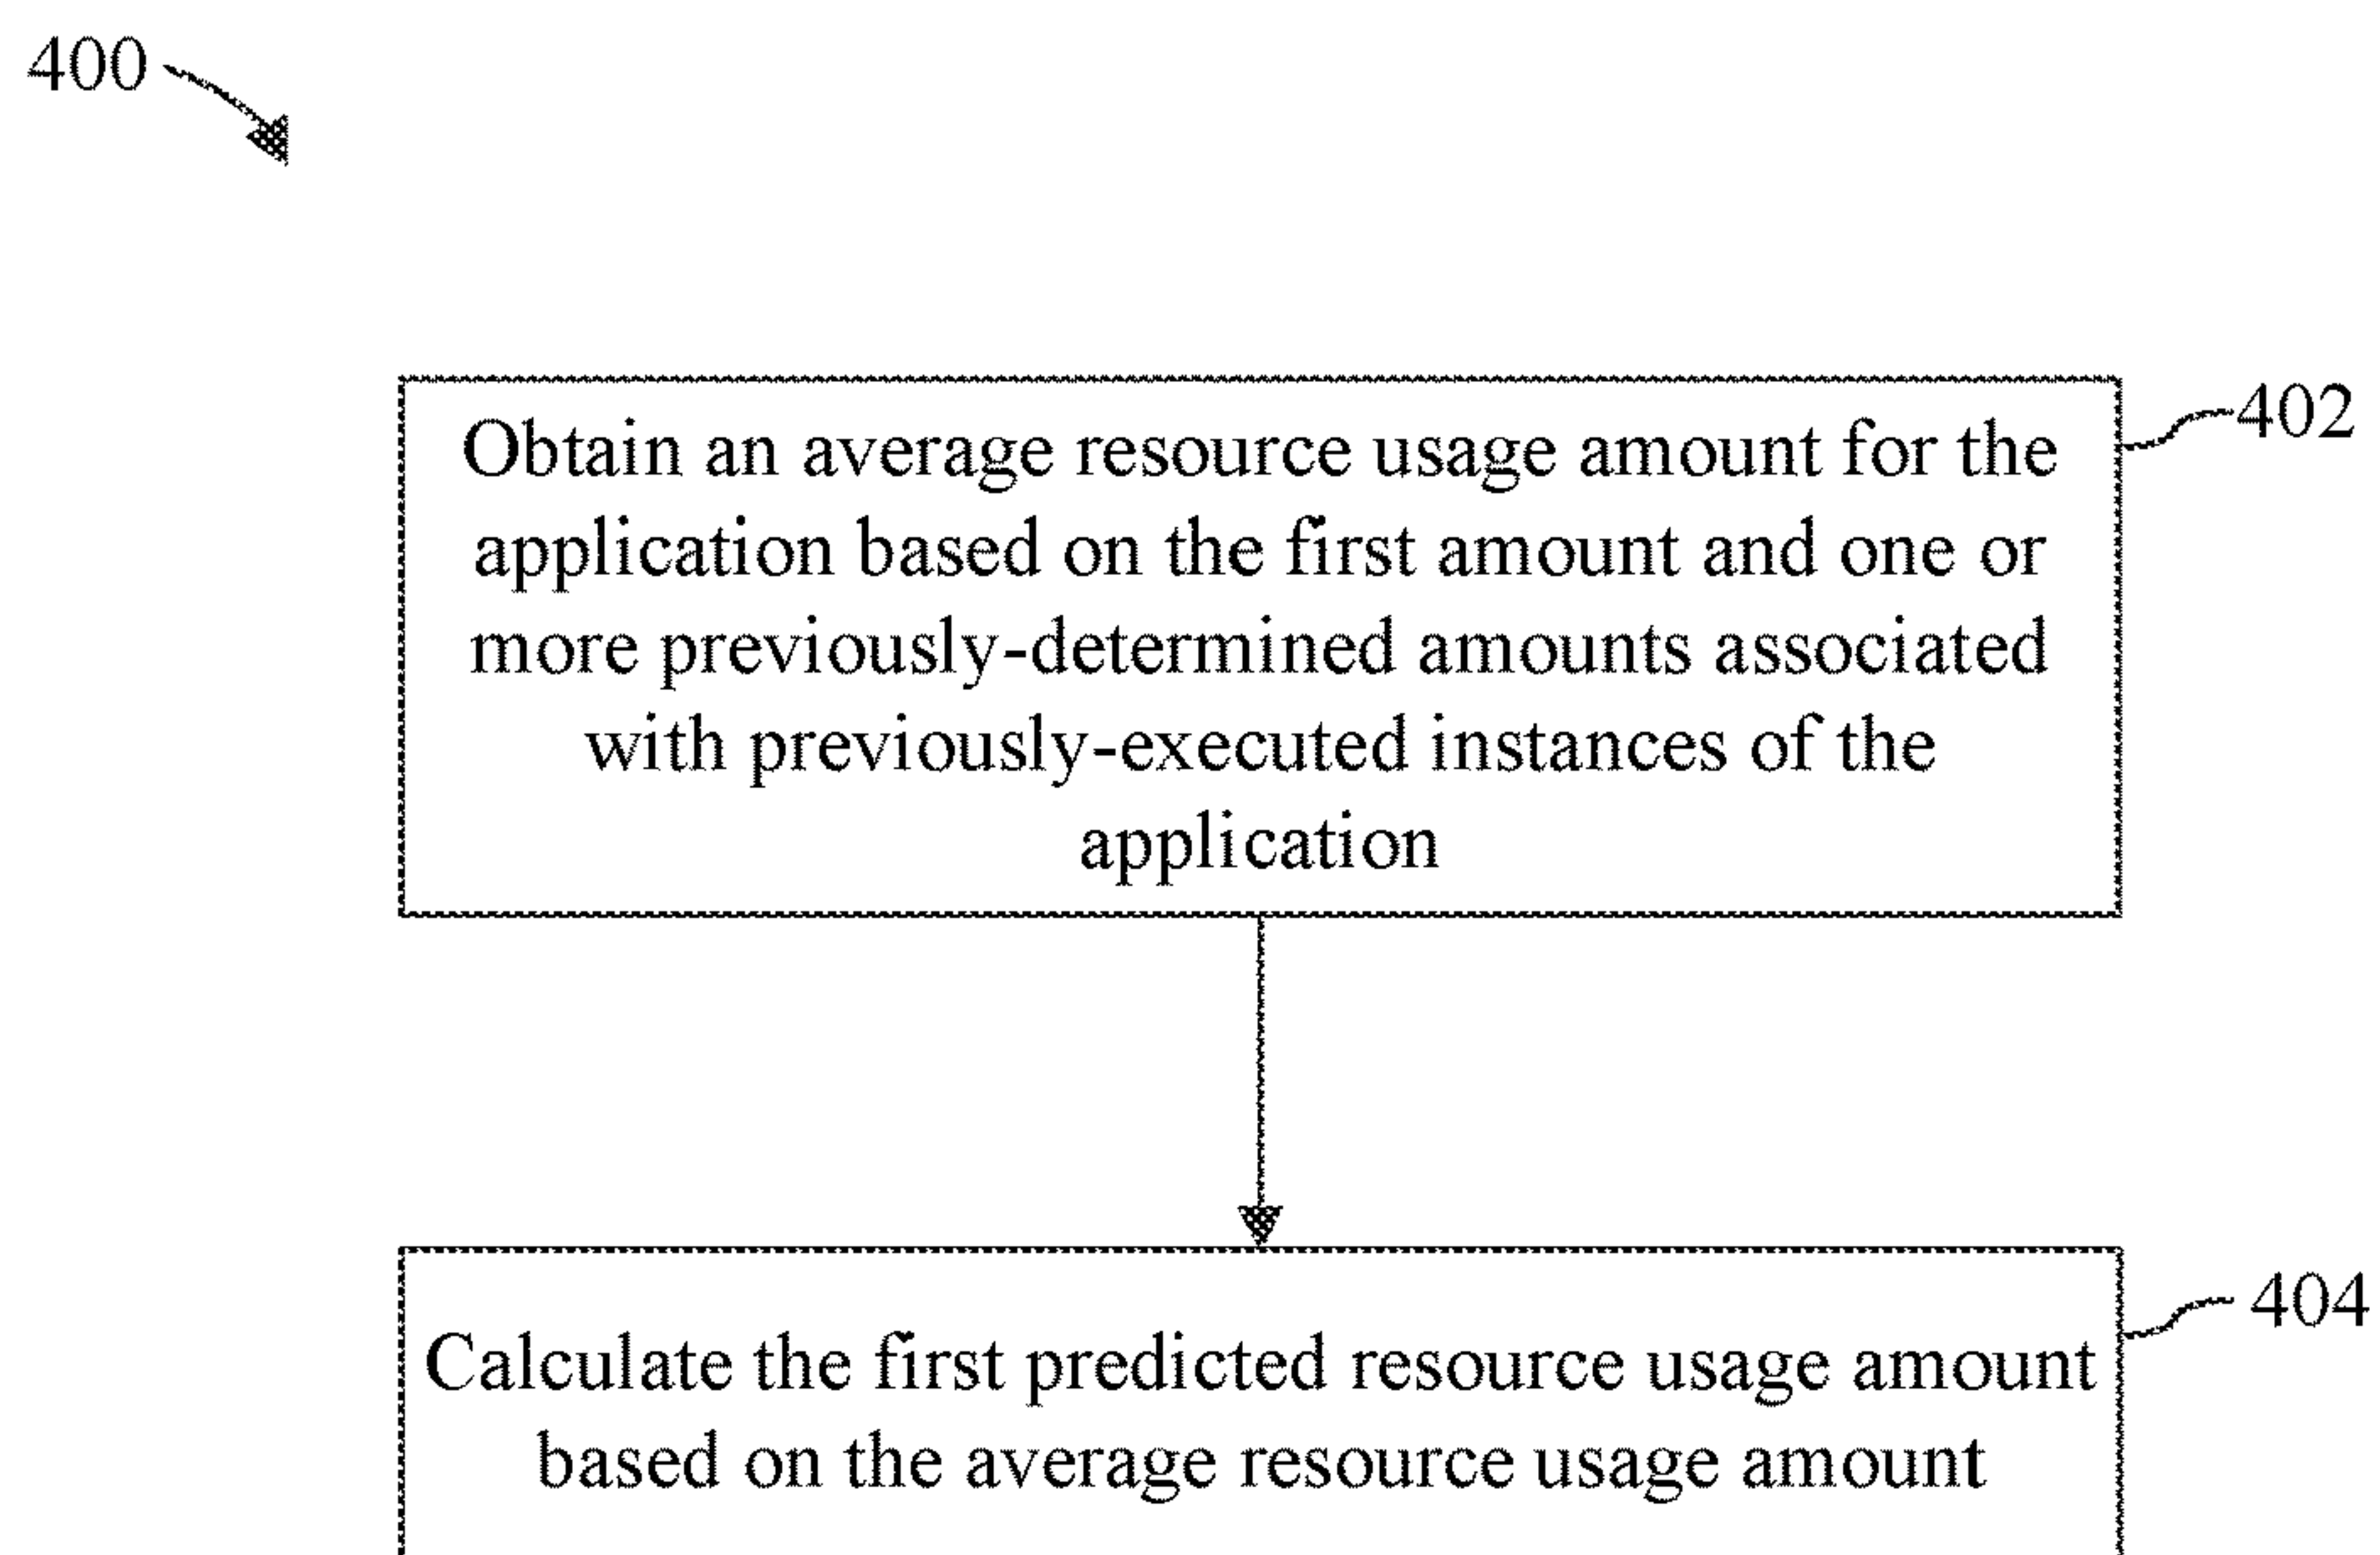 400
402
Obtain an average resource usage amount for the
application based on the first amount and one or
more previously-determined amounts associated
with previously-executed instances of the
application
404
Calculate the first predicted resource usage amount
based on the average resource usage amount